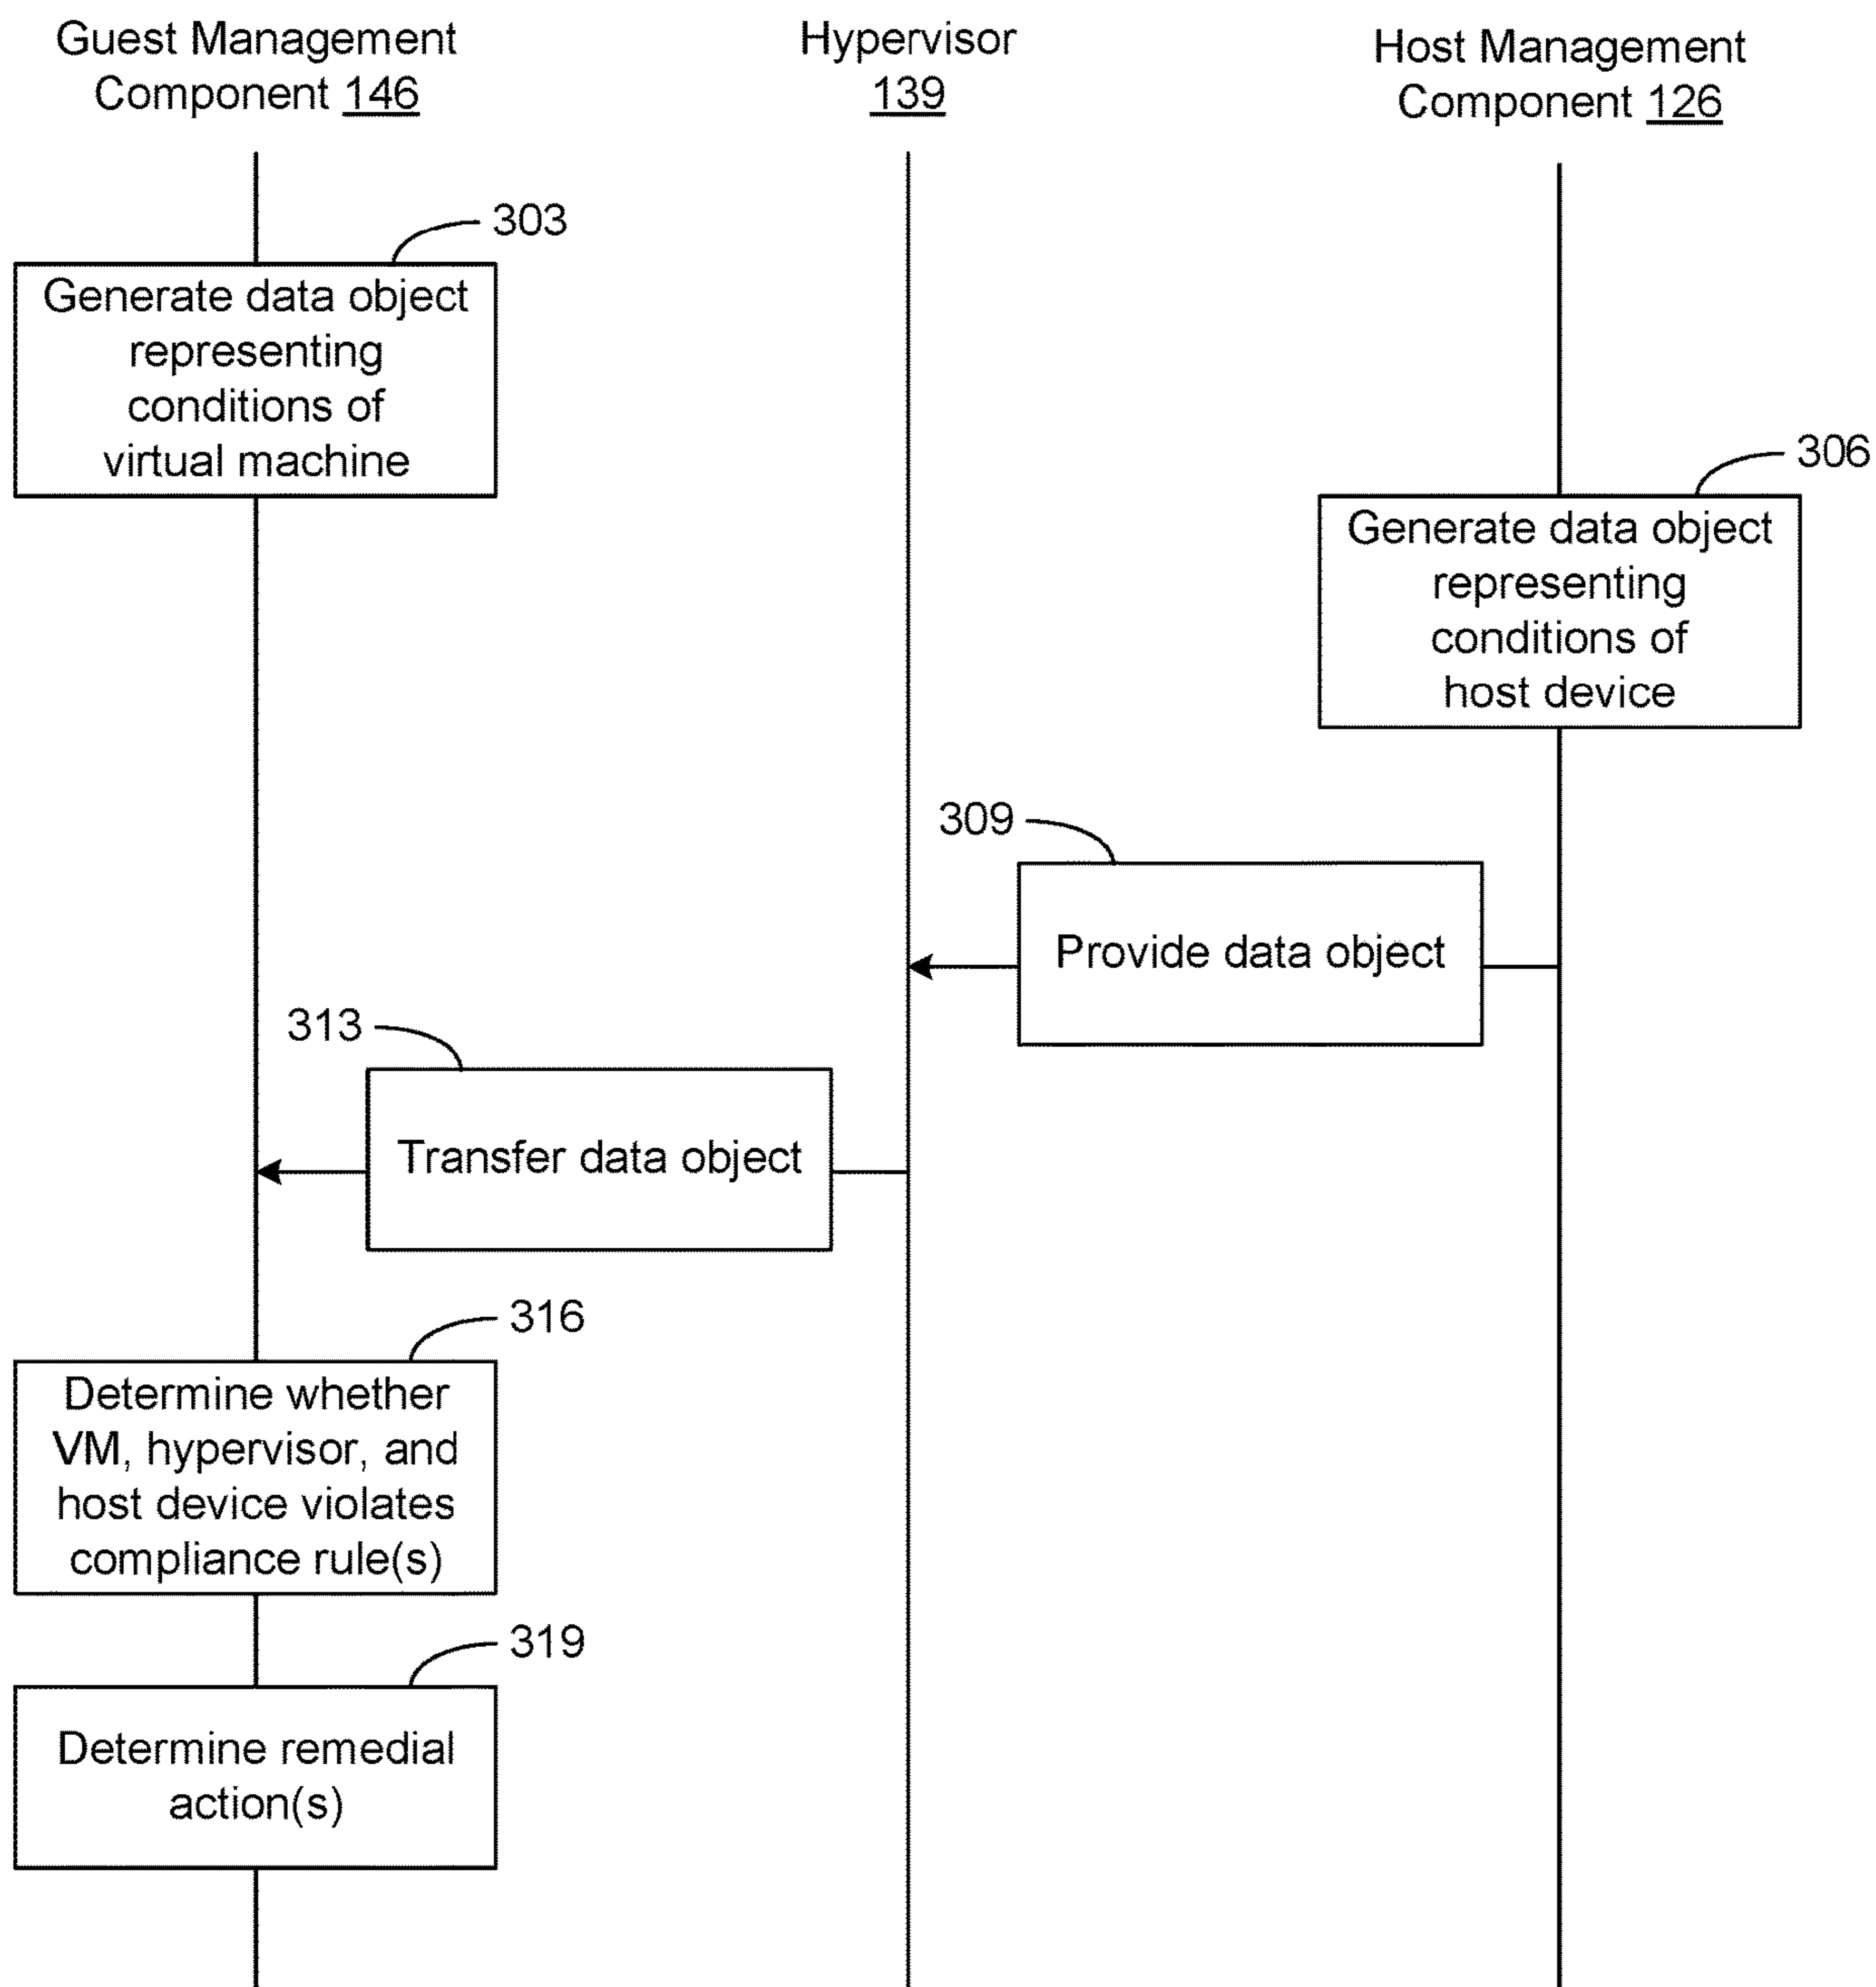 Guest Management
Component 146
Hypervisor
139
Host Management
Component 126
303
Generate data object
representing
conditions of
virtual machine
306
Generate data object
representing
conditions of
host device
309
Provide data object
313
Transfer data object
316
Determine whether
VM, hypervisor, and
host device violates
compliance rule(s)
319
Determine remedial
action(s)